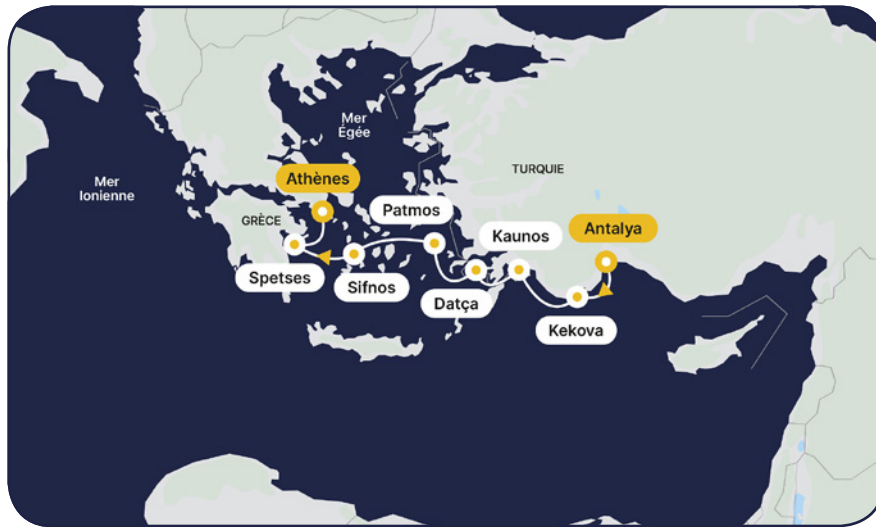 Mer
Égée
TURQUIE
Mer
Ionienne
Athènes
GRÈCE
Patmos
Kaunos
Antalya
Spetses
Sifnos
Datça
Kekova